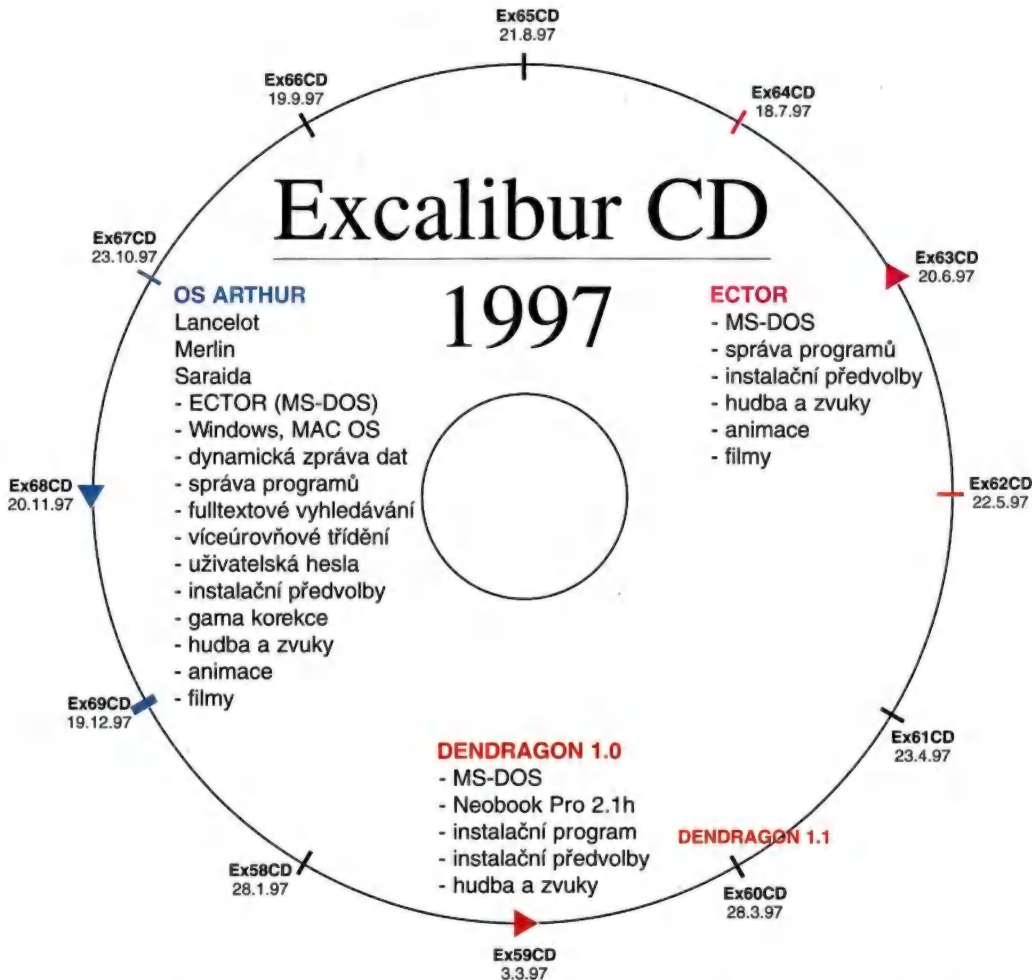 Ex65CD
21.8.97
Ex66CD
19.9.97
Ex64CD
18.7.97
Excalibur CD
1997
Ex67CD
23.10.97
Ex63CD
20.6.97
OS ARTHUR
Lancelot
Merlin
Saraida
- ECTOR (MS-DOS)
- Windows, MAC OS
- dynamická zpráva dat
- správa programů
- fulltextové vyhledávání
- víceúrovňové třídění
- uživatelská hesla
- instalační předvolby
- gama korekce
- hudba a zvuky
- animace
- filmy
ECTOR
- MS-DOS
- správa programů
- instalační předvolby
- hudba a zvuky
- animace
- filmy
Ex68CD
20.11.97
Ex62CD
22.5.97
Ex69CD
19.12.97
Ex61CD
23.4.97
DENDRAGON 1.0
- MS-DOS
- Neobook Pro 2.1h
- instalační program
- instalační předvolby
- hudba a zvuky
DENDRAGON 1.1
Ex58CD
28.1.97
Ex60CD
28.3.97
Ex59CD
3.3.97